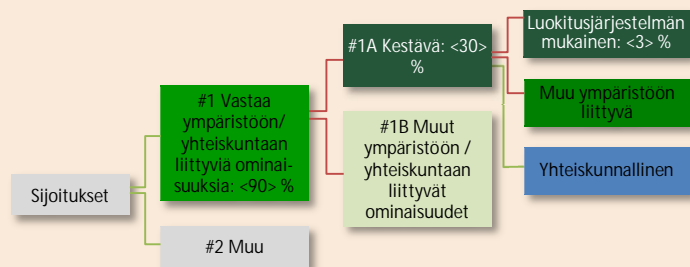 Sijoitukset
#1 Vastaa
ympäristöön/
yhteiskuntaan
liittyviä ominai-
suuksia: <90> %
#2 Muu
#1A Kestävä: <30>
%
#1B Muut
ympäristöön /
yhteiskuntaan
liittyvät
ominaisuudet
Luokitusjärjestelmän
mukainen: <3> %
Muu ympäristöön
liittyvä
Yhteiskunnallinen